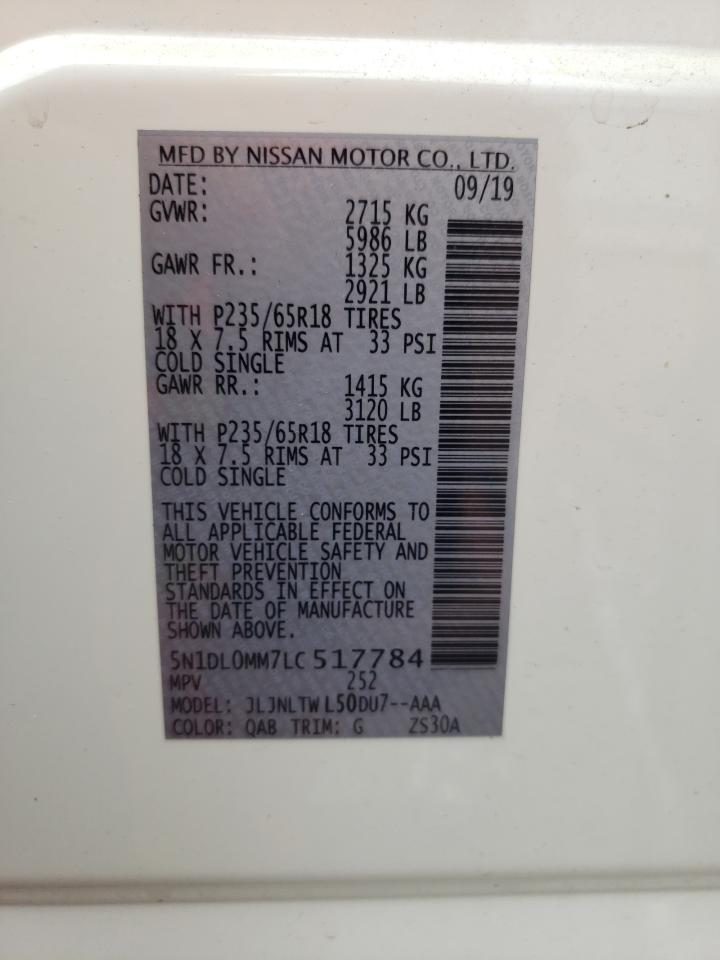 MFD BY NISSAN MOTOR CO., LTD.
DATE: 09/19
GVWR: 2715 KG
5986 LB
GAWR FR.: 1325 KG
2921 LB
WITH P235/65R18 TIRES
18 X 7.5 RIMS AT 33 PSI
COLD SINGLE
GAWR RR.: 1415 KG
3120 LB
WITH P235/65R18 TIRES
18 X 7.5 RIMS AT 33 PSI
COLD SINGLE
THIS VEHICLE CONFORMS TO
ALL APPLICABLE FEDERAL
MOTOR VEHICLE SAFETY AND
THEFT PREVENTION
STANDARDS IN EFFECT ON
THE DATE OF MANUFACTURE
SHOWN ABOVE.
5N1DL0MM7LC 517784
MPV 252
MODEL: JLJNLTW L50DU7--AAA
COLOR: QAB TRIM: G ZS30A